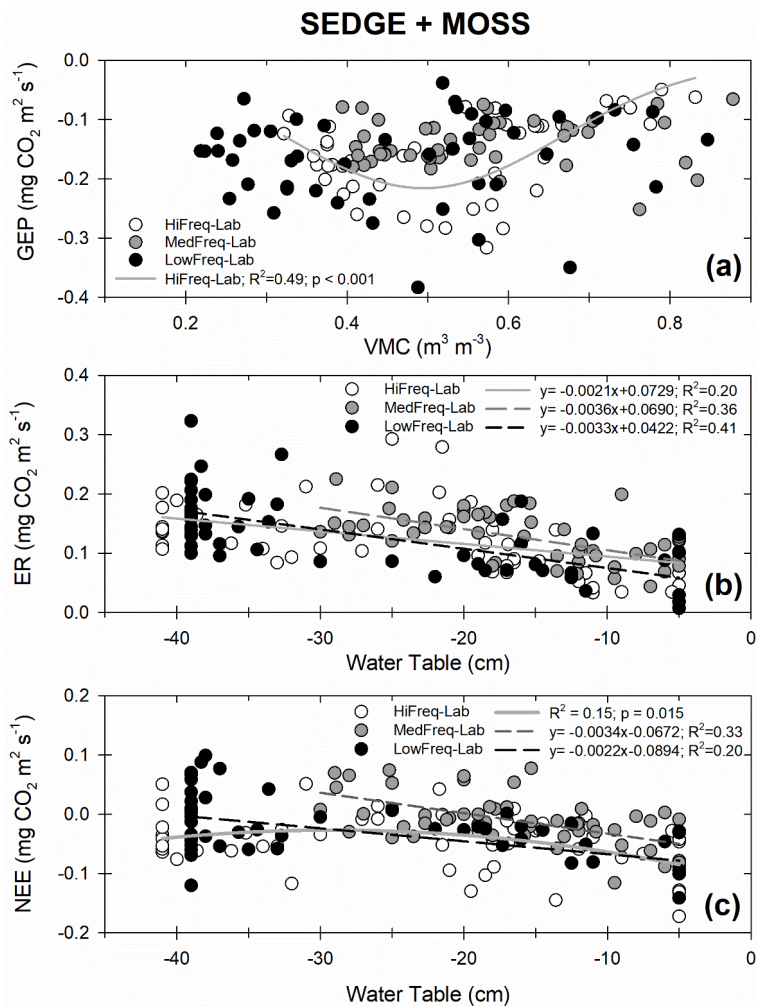 SEDGE + MOSS
0.0
-0.1
-0.2
-0.3
-0.4
GEP (mg CO2 m² s⁻¹)
HiFreq-Lab
MedFreq-Lab
LowFreq-Lab
HiFreq-Lab; R²=0.49; p < 0.001
(a)
0.2 0.4 0.6 0.8
VMC (m³ m⁻³)
0.4
0.3
0.2
0.1
0.0
ER (mg CO2 m² s⁻¹)
HiFreq-Lab y= -0.0021x+0.0729; R²=0.20
MedFreq-Lab y= -0.0036x+0.0690; R²=0.36
LowFreq-Lab y= -0.0033x+0.0422; R²=0.41
(b)
-40 -30 -20 -10 0
Water Table (cm)
0.2
0.1
0.0
-0.1
-0.2
NEE (mg CO2 m² s⁻¹)
HiFreq-Lab R² = 0.15; p = 0.015
MedFreq-Lab y= -0.0034x-0.0672; R²=0.33
LowFreq-Lab y= -0.0022x-0.0894; R²=0.20
(c)
-40 -30 -20 -10 0
Water Table (cm)